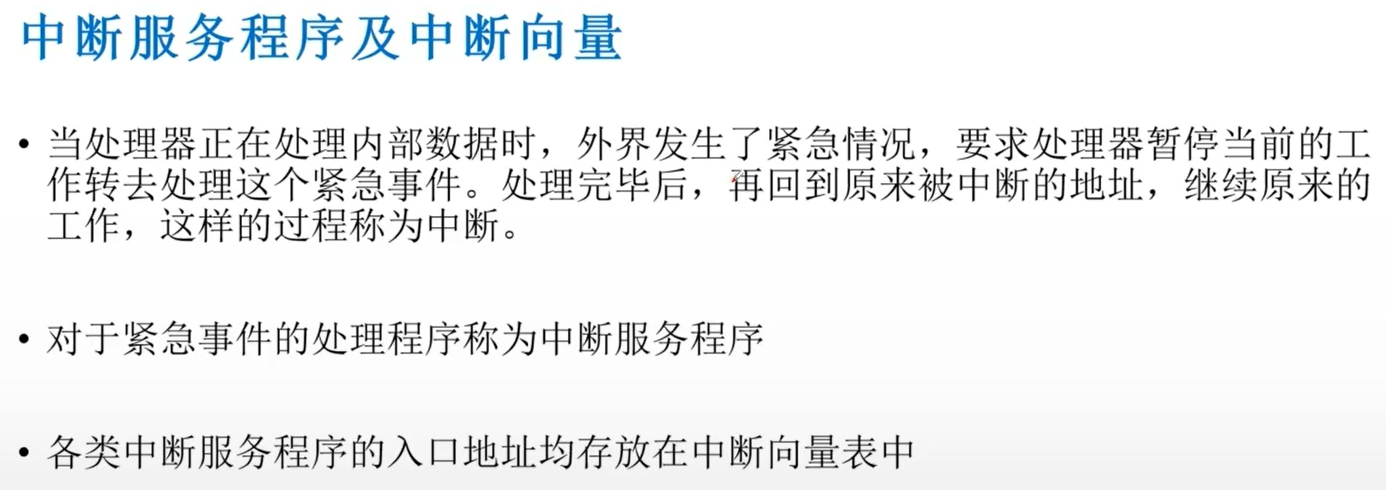 中断服务程序及中断向量
• 当处理器正在处理内部数据时，外界发生了紧急情况，要求处理器暂停当前的工
作转去处理这个紧急事件。处理完毕后，再回到原来被中断的地址，继续原来的
工作，这样的过程称为中断。
• 对于紧急事件的处理程序称为中断服务程序
• 各类中断服务程序的入口地址均存放在中断向量表中